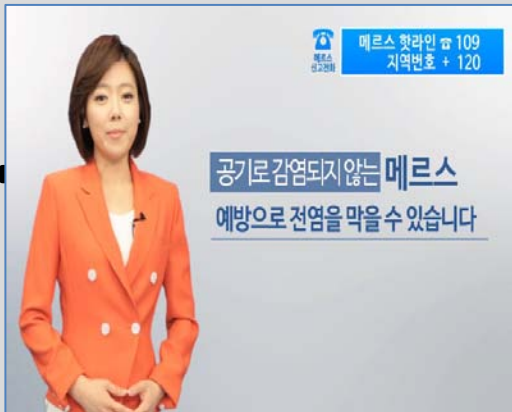 메르스
신고전화
메르스 핫라인 ☎ 109
지역번호 + 120
공기로 감염되지 않는 메르스
예방으로 전염을 막을 수 있습니다